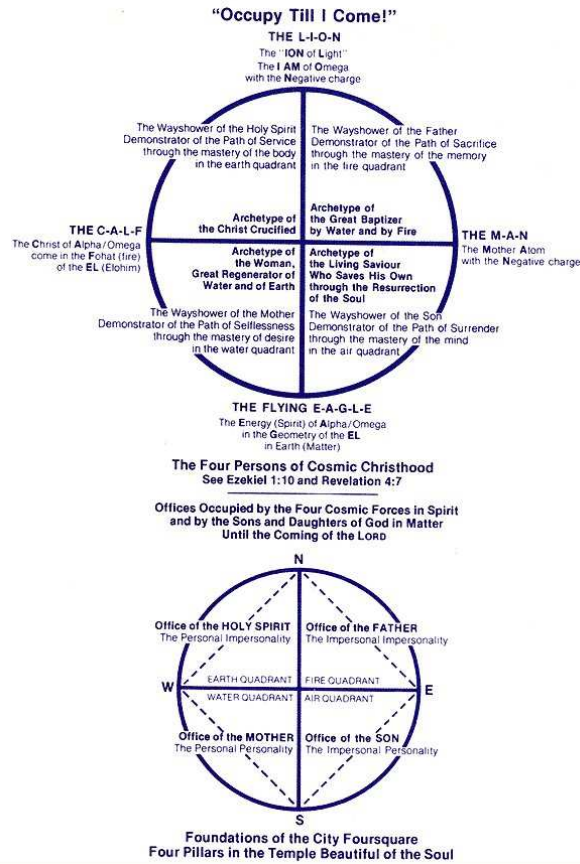 “Occupy Till I Come!”
THE L-I-O-N
The "ION of Light"
The I AM of Omega
with the Negative charge
The Wayshower of the Holy Spirit
Demonstrator of the Path of Service
through the mastery of the body
in the earth quadrant
The Wayshower of the Father
Demonstrator of the Path of Sacrifice
through the mastery of the memory
in the fire quadrant
Archetype of
the Christ Crucified
Archetype of
the Great Baptizer
by Water and by Fire
THE C-A-L-F
The Christ of Alpha/Omega
come in the Fohat (fire)
of the EL (Elohim)
THE M-A-N
The Mother Atom
with the Negative charge
Archetype of
the Woman,
Great Regenerator of
Water and of Earth
Archetype of
the Living Saviour
Who Saves His Own
through the Resurrection
of the Soul
The Wayshower of the Mother
Demonstrator of the Path of Selflessness
through the mastery of desire
in the water quadrant
The Wayshower of the Son
Demonstrator of the Path of Surrender
through the mastery of the mind
in the air quadrant
THE FLYING E-A-G-L-E
The Energy (Spirit) of Alpha/Omega
in the Geometry of the EL
in Earth (Matter)
The Four Persons of Cosmic Christhood
See Ezekiel 1:10 and Revelation 4:7
Offices Occupied by the Four Cosmic Forces in Spirit
and by the Sons and Daughters of God in Matter
Until the Coming of the LORD
N
Office of the HOLY SPIRIT
The Personal Impersonality
Office of the FATHER
The Impersonal Impersonality
EARTH QUADRANT
FIRE QUADRANT
W
E
WATER QUADRANT
AIR QUADRANT
Office of the MOTHER
The Personal Personality
Office of the SON
The Impersonal Personality
S
Foundations of the City Foursquare
Four Pillars in the Temple Beautiful of the Soul